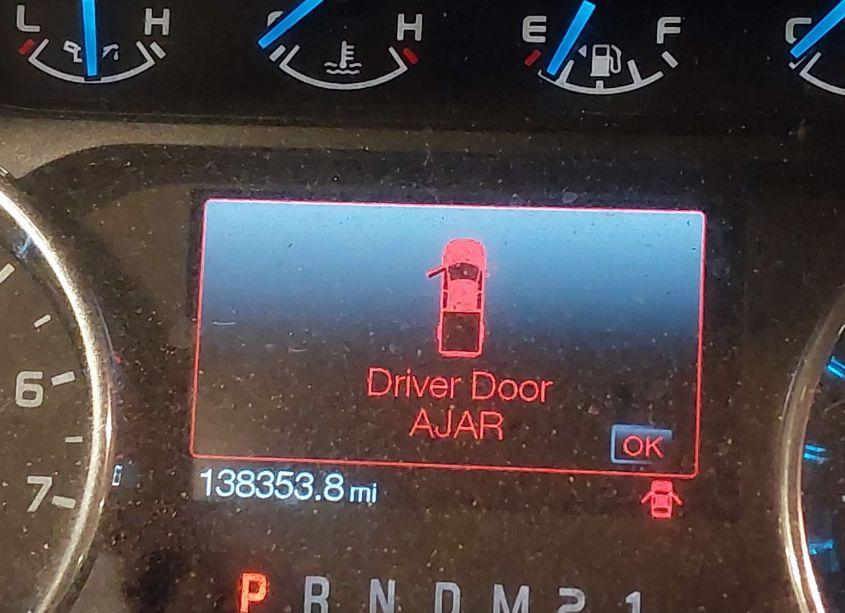 L H H E F C
Driver Door
AJAR
OK
6
138353.8 mi
7
P R N D M 2 1